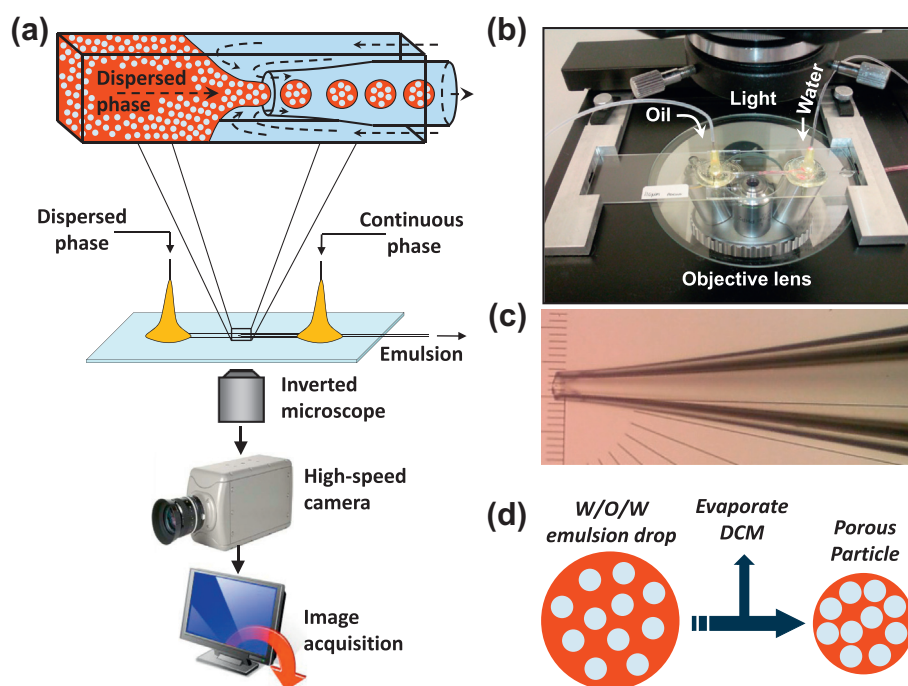 (a)
Dispersed
phase
Dispersed
phase
Continuous
phase
Emulsion
Inverted
microscope
High-speed
camera
Image
acquisition
(b)
Light
Oil
Water
Objective lens
(c)
(d)
W/O/W
emulsion drop
Evaporate
DCM
Porous
Particle